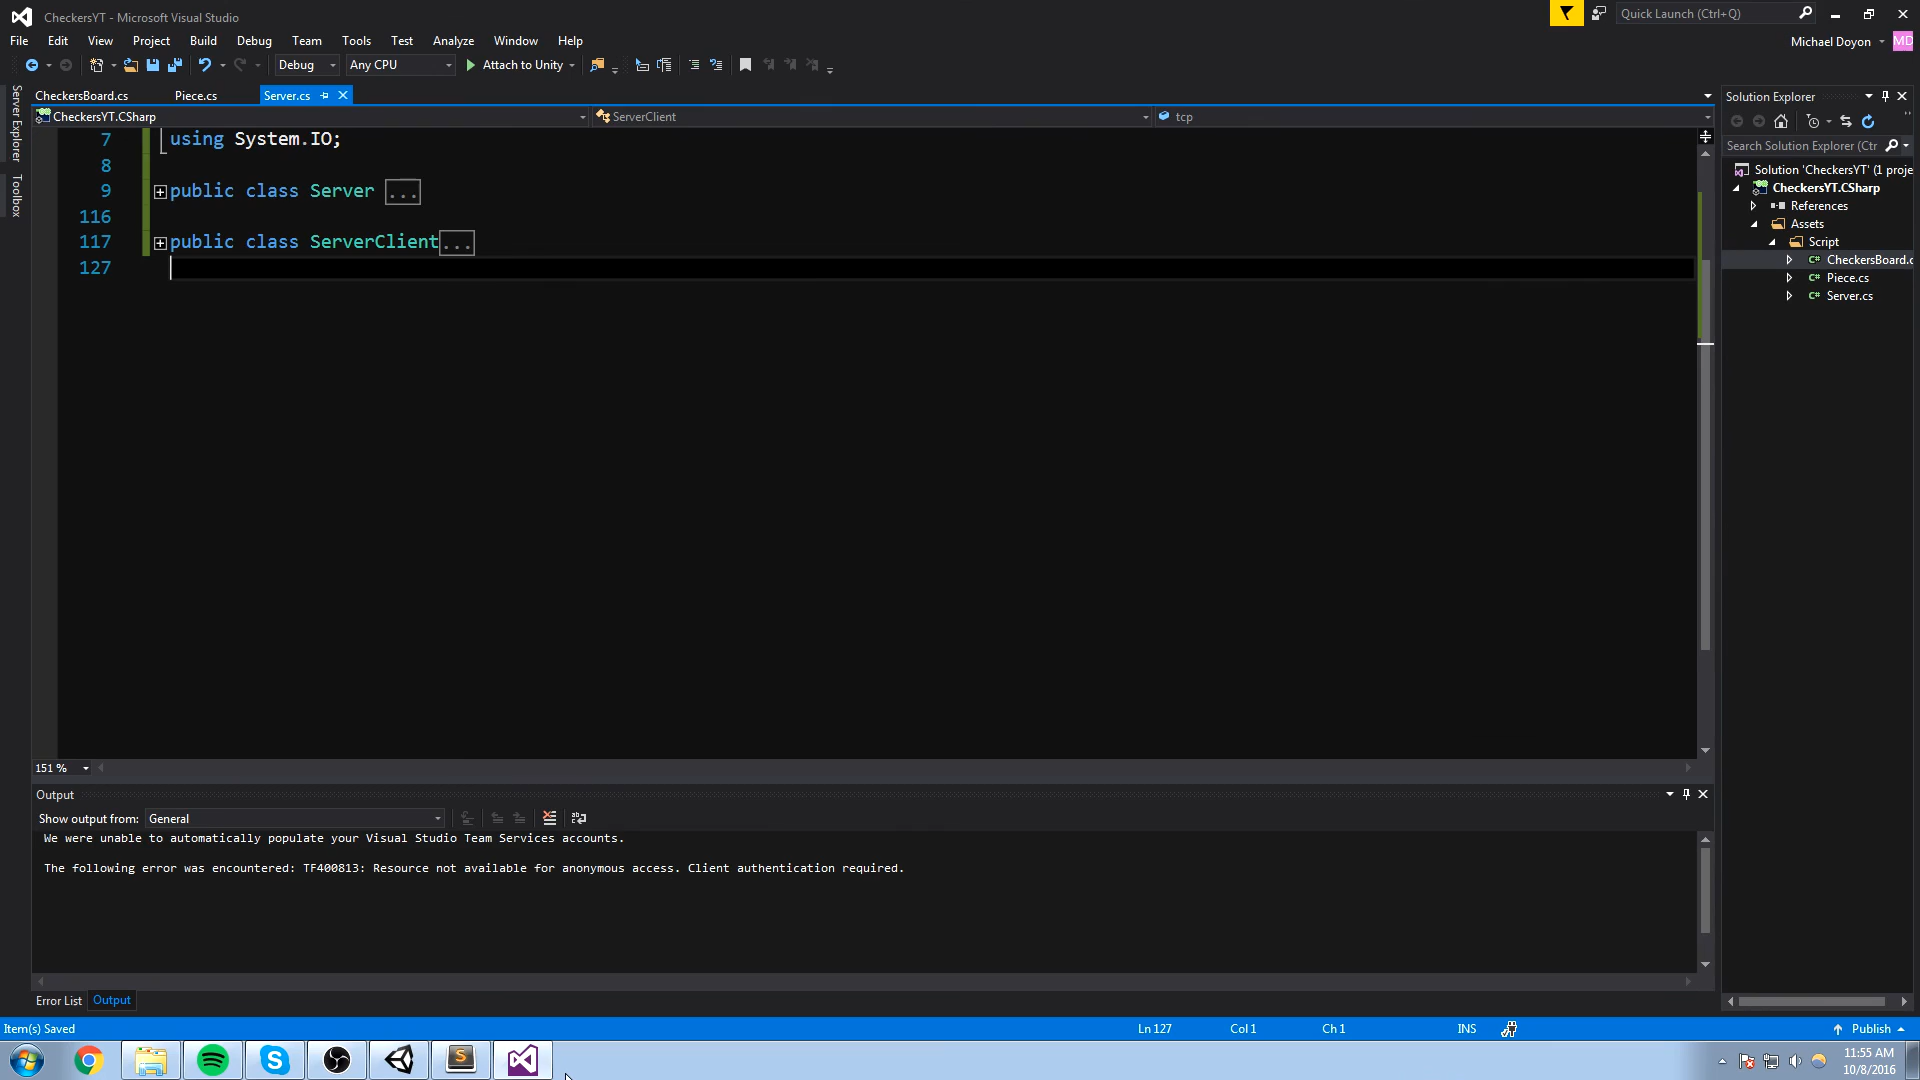 CheckersYT - Microsoft Visual Studio
Quick Launch (Ctrl+Q)
File Edit View Project Build Debug Team Tools Test Analyze Window Help
Michael Doyon MD
Debug Any CPU Attach to Unity
Server Explorer
Toolbox
CheckersBoard.cs Piece.cs Server.cs
CheckersYT.CSharp ServerClient tcp
7 using System.IO;
8
9 public class Server ...
116
117 public class ServerClient...
127
Solution Explorer
Search Solution Explorer (Ctr
Solution 'CheckersYT' (1 proje
CheckersYT.CSharp
References
Assets
Script
C# CheckersBoard.c
C# Piece.cs
C# Server.cs
151 %
Output
Show output from: General
We were unable to automatically populate your Visual Studio Team Services accounts.
The following error was encountered: TF400813: Resource not available for anonymous access. Client authentication required.
Error List Output
Item(s) Saved Ln 127 Col 1 Ch 1 INS Publish
11:55 AM
10/8/2016